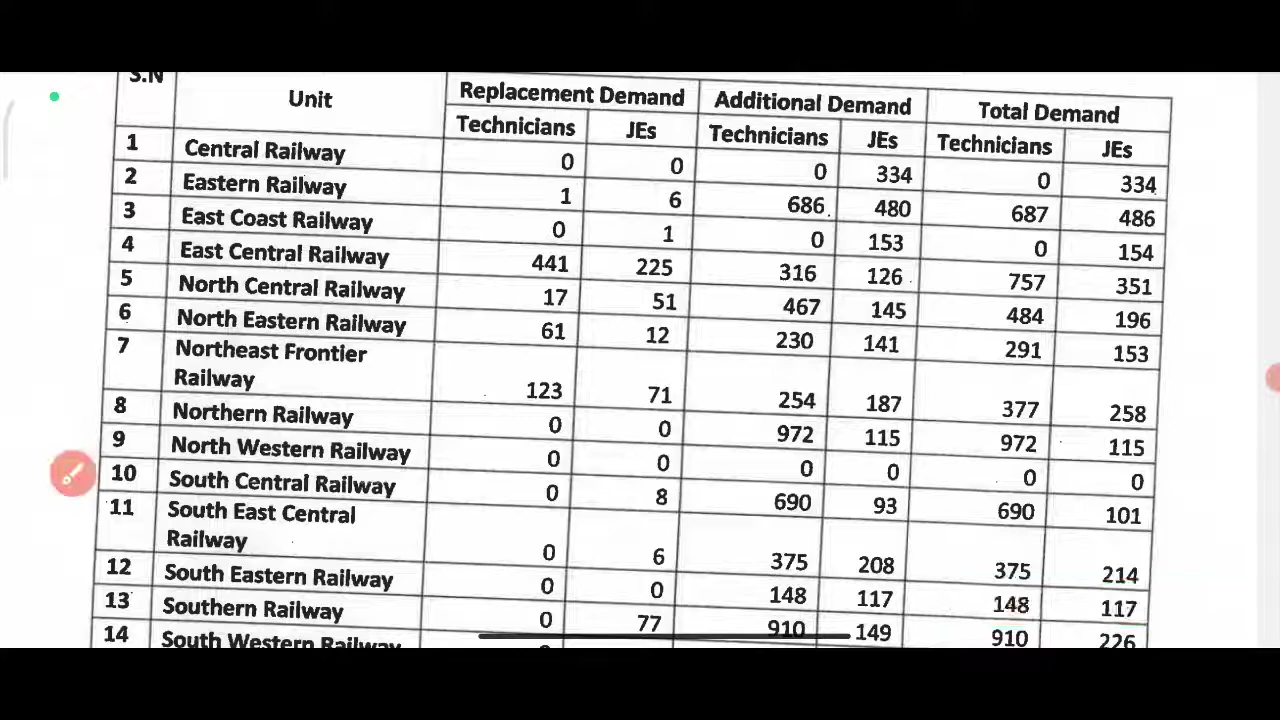 S.N Unit Replacement Demand Additional Demand Total Demand
Technicians JEs Technicians JEs Technicians JEs
1 Central Railway 0 0 0 334 0 334
2 Eastern Railway 1 6 686 480 687 486
3 East Coast Railway 0 1 0 153 0 154
4 East Central Railway 441 225 316 126 757 351
5 North Central Railway 17 51 467 145 484 196
6 North Eastern Railway 61 12 230 141 291 153
7 Northeast Frontier
Railway 123 71 254 187 377 258
8 Northern Railway 0 0 972 115 972 115
9 North Western Railway 0 0 0 0 0 0
10 South Central Railway 0 8 690 93 690 101
11 South East Central
Railway 0 6 375 208 375 214
12 South Eastern Railway 0 0 148 117 148 117
13 Southern Railway 0 77 910 149 910 226
14 South Western Railway